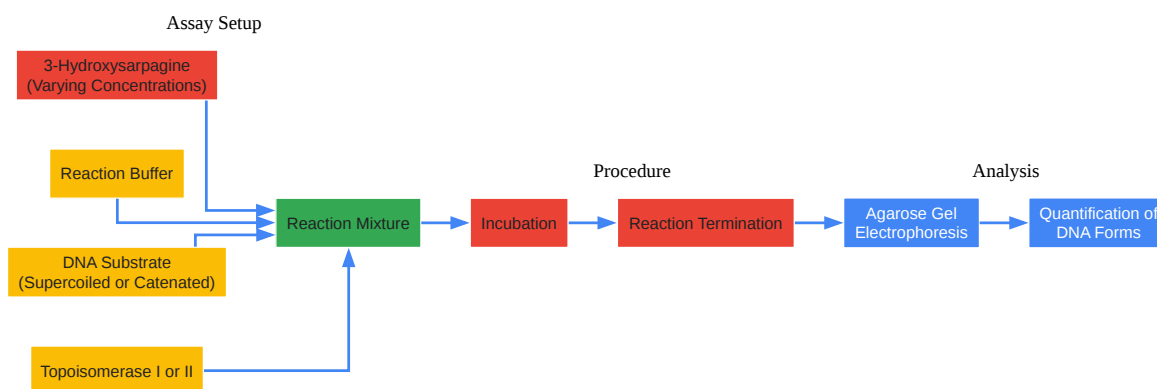 Assay Setup
3-Hydroxysarpagine
(Varying Concentrations)
Reaction Buffer
DNA Substrate
(Supercoiled or Catenated)
Topoisomerase I or II
Reaction Mixture
Procedure
Incubation
Reaction Termination
Analysis
Agarose Gel
Electrophoresis
Quantification of
DNA Forms